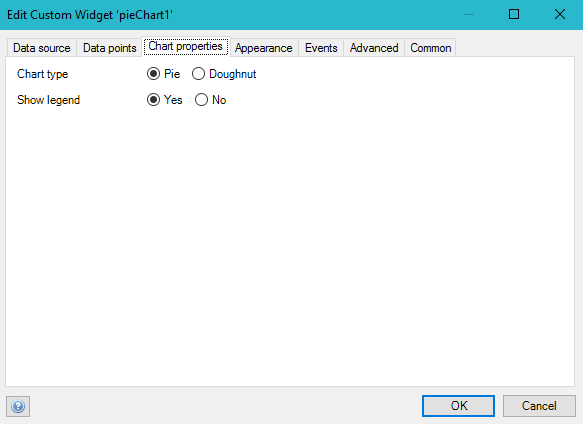 Edit Custom Widget 'pieChart1'
Data source Data points Chart properties Appearance Events Advanced Common
Chart type Pie Doughnut
Show legend Yes No
?
OK Cancel